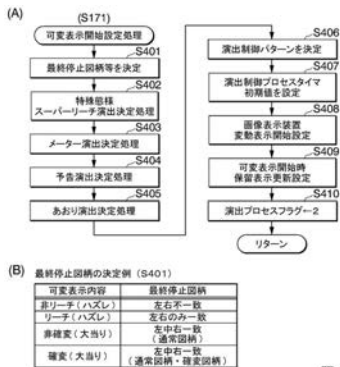 (A)
(S171)
可変表示開始設定処理
S401
最終停止図柄等を決定
S402
特殊態様
スーパーリーチ演出決定処理
S403
メーター演出決定処理
S404
予告演出決定処理
S405
あおり演出決定処理
S406
演出制御パターンを決定
S407
演出制御プロセスタイマ
初期値を設定
S408
画像表示装置
変動表示開始設定
S409
可変表示開始時
保留表示更新設定
S410
演出プロセスフラグ←2
リターン
(B) 最終停止図柄の決定例(S401)
可変表示内容 最終停止図柄
非リーチ(ハズレ) 左右不一致
リーチ(ハズレ) 左右のみ一致
非確変(大当り) 左中右一致
(通常図柄)
確変(大当り) 左中右一致
(通常図柄・確変図柄)